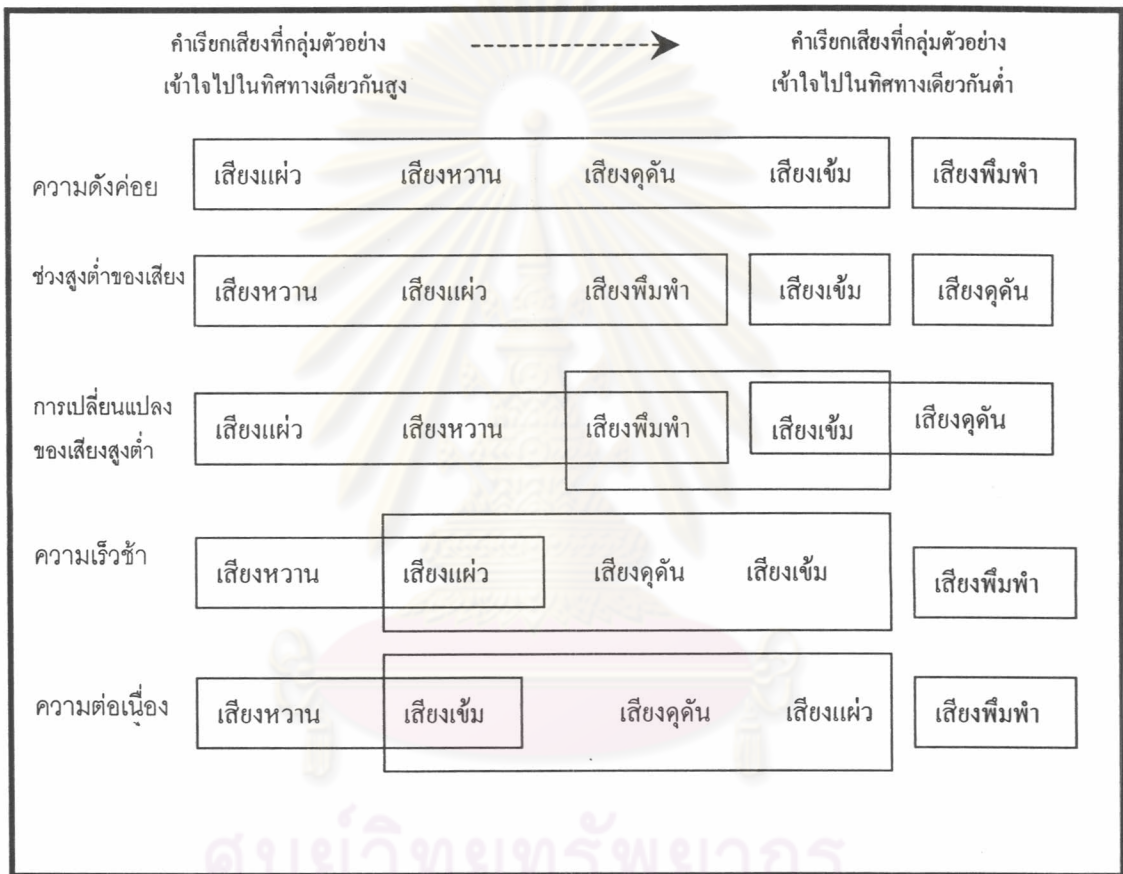 คำเรียกเสียงที่กลุ่มตัวอย่าง คำเรียกเสียงที่กลุ่มตัวอย่าง
เข้าใจไปในทิศทางเดียวกันสูง เข้าใจไปในทิศทางเดียวกันต่ำ
ความดังค่อย เสียงแผ่ว เสียงหวาน เสียงดุดัน เสียงเข้ม เสียงพึมพำ
ช่วงสูงต่ำของเสียง เสียงหวาน เสียงแผ่ว เสียงพึมพำ เสียงเข้ม เสียงดุดัน
การเปลี่ยนแปลง
ของเสียงสูงต่ำ เสียงแผ่ว เสียงหวาน เสียงพึมพำ เสียงเข้ม เสียงดุดัน
ความเร็วช้า เสียงหวาน เสียงแผ่ว เสียงดุดัน เสียงเข้ม เสียงพึมพำ
ความต่อเนื่อง เสียงหวาน เสียงเข้ม เสียงดุดัน เสียงแผ่ว เสียงพึมพำ
ศูนย์วิทยทรัพยากร